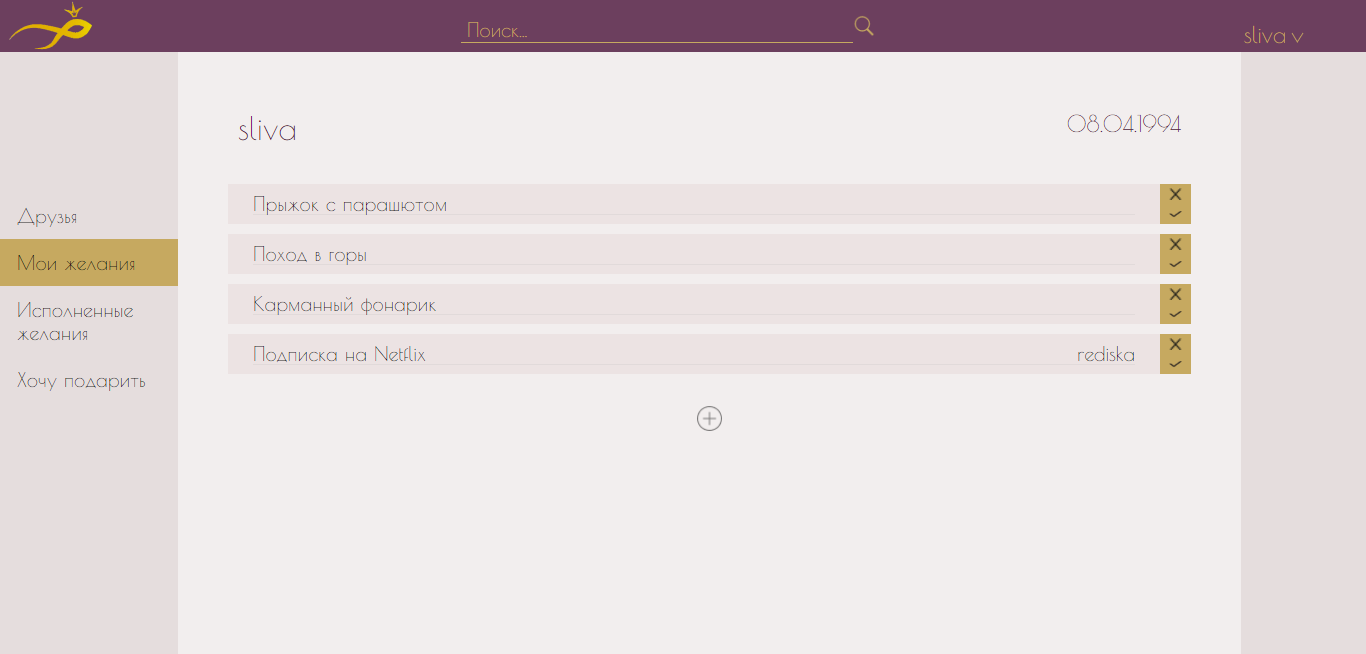 Поиск...
sliva v
sliva
08.04.1994
Друзья
Мои желания
Исполненные
желания
Хочу подарить
Прыжок с парашютом
Поход в горы
Карманный фонарик
Подписка на Netflix
rediska